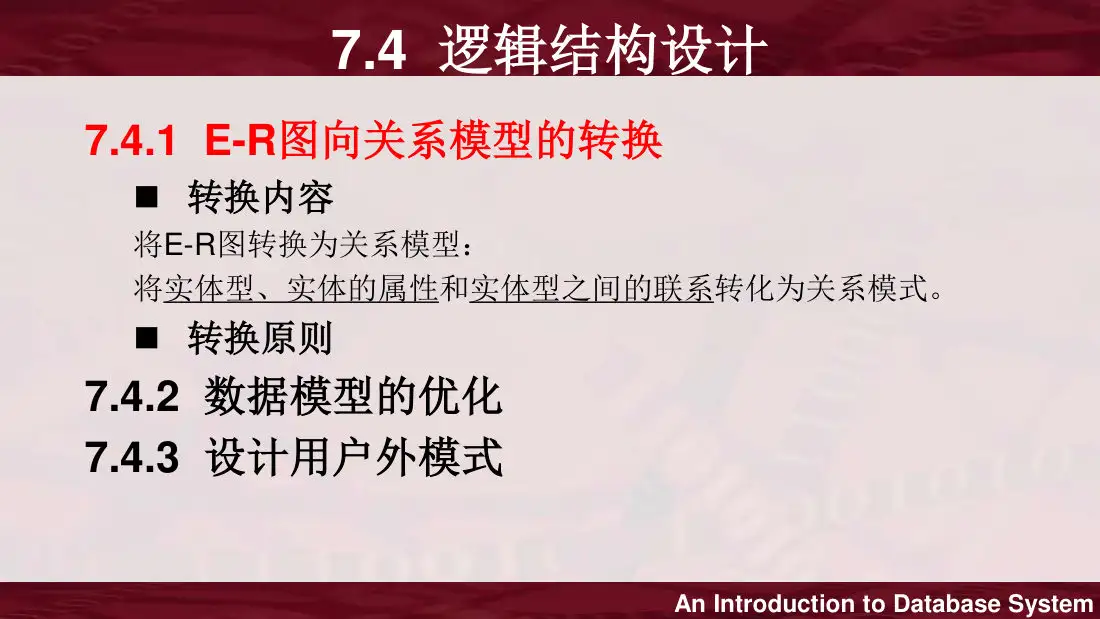 7.4 逻辑结构设计
7.4.1 E-R图向关系模型的转换
■ 转换内容
将E-R图转换为关系模型：
将实体型、实体的属性和实体型之间的联系转化为关系模式。
■ 转换原则
7.4.2 数据模型的优化
7.4.3 设计用户外模式
An Introduction to Database System